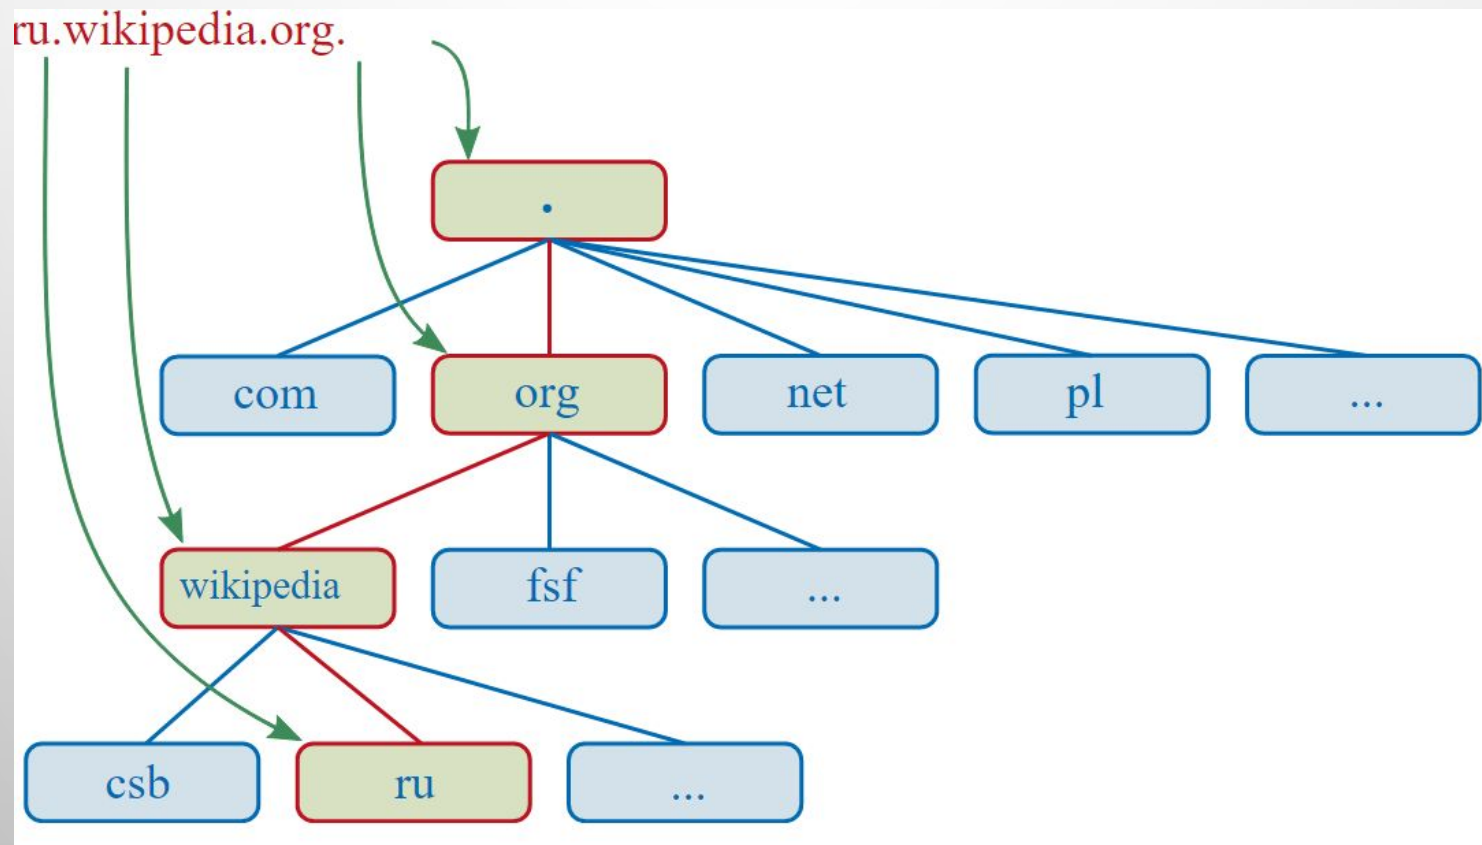 ru.wikipedia.org.
.
com org net pl ...
wikipedia fsf ...
csb ru ...